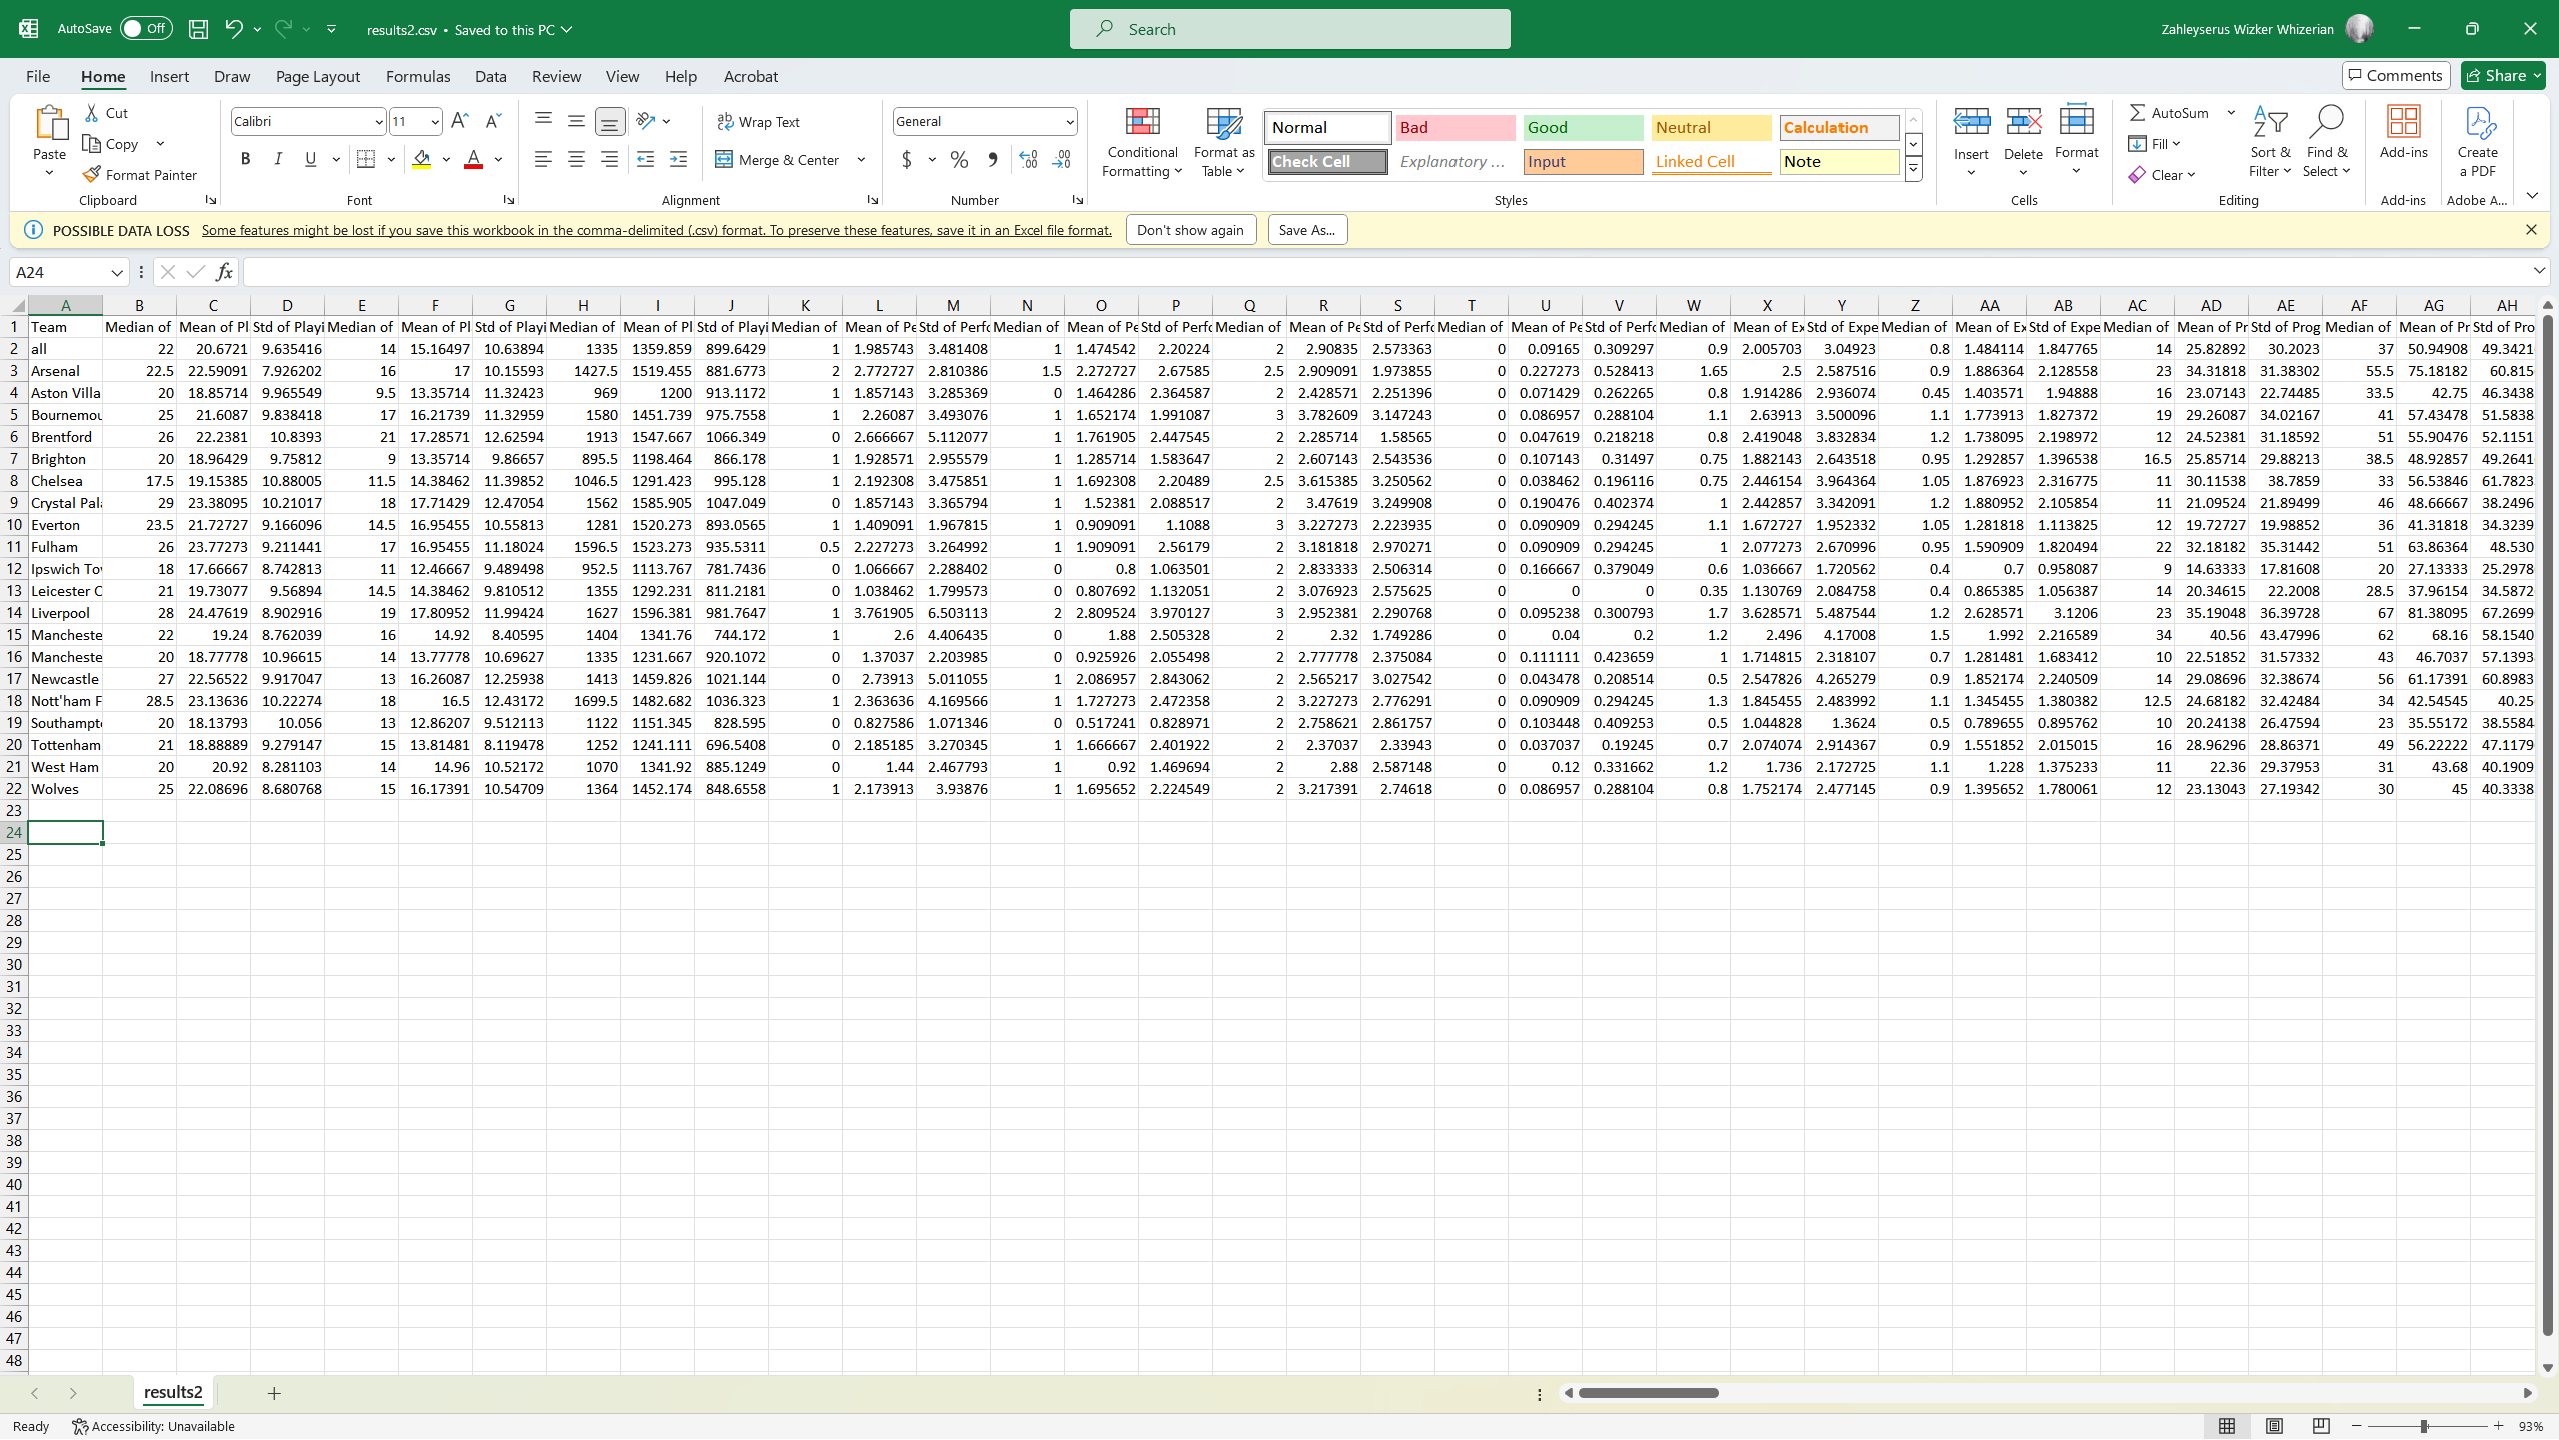 AutoSave Off results2.csv • Saved to this PC Search Zahleyserus Wizker Whizerian
File Home Insert Draw Page Layout Formulas Data Review View Help Acrobat Comments Share
Paste Cut Copy Format Painter Clipboard
Calibri 11 B I U A Font
Wrap Text Merge & Center Alignment
General $ % Number
Conditional Formatting Format as Table
Normal Bad Good Neutral Calculation
Check Cell Explanatory ... Input Linked Cell Note
Styles
Insert Delete Format Cells
AutoSum Fill Clear Sort & Filter Find & Select Editing
Add-ins Add-ins
Create a PDF Adobe A...
POSSIBLE DATA LOSS Some features might be lost if you save this workbook in the comma-delimited (.csv) format. To preserve these features, save it in an Excel file format. Don't show again Save As...
A24 fx
A B C D E F G H I J K L M N O P Q R S T U V W X Y Z AA AB AC AD AE AF AG AH
1 Team Median of Mean of Pl Std of Playi Median of Mean of Pl Std of Playi Median of Mean of Pl Std of Playi Median of Mean of Pe Std of Perfo Median of Mean of Pe Std of Perfo Median of Mean of Pe Std of Perfo Median of Mean of Pe Std of Perfo Median of Mean of Ex Std of Expe Median of Mean of Ex Std of Expe Median of Mean of Pr Std of Prog Median of Mean of Pr Std of Pro
2 all 22 20.6721 9.635416 14 15.16497 10.63894 1335 1359.859 899.6429 1 1.985743 3.481408 1 1.474542 2.20224 2 2.90835 2.573363 0 0.09165 0.309297 0.9 2.005703 3.04923 0.8 1.484114 1.847765 14 25.82892 30.2023 37 50.94908 49.3421
3 Arsenal 22.5 22.59091 7.926202 16 17 10.15593 1427.5 1519.455 881.6773 2 2.772727 2.810386 1.5 2.272727 2.67585 2.5 2.909091 1.973855 0 0.227273 0.528413 1.65 2.5 2.587516 0.9 1.886364 2.128558 23 34.31818 31.38302 55.5 75.18182 60.815
4 Aston Villa 20 18.85714 9.965549 9.5 13.35714 11.32423 969 1200 913.1172 1 1.857143 3.285369 0 1.464286 2.364587 2 2.428571 2.251396 0 0.071429 0.262265 0.8 1.914286 2.936074 0.45 1.403571 1.94888 16 23.07143 22.74485 33.5 42.75 46.3438
5 Bournemou 25 21.6087 9.838418 17 16.21739 11.32959 1580 1451.739 975.7558 1 2.26087 3.493076 1 1.652174 1.991087 3 3.782609 3.147243 0 0.086957 0.288104 1.1 2.63913 3.500096 1.1 1.773913 1.827372 19 29.26087 34.02167 41 57.43478 51.5838
6 Brentford 26 22.2381 10.8393 21 17.28571 12.62594 1913 1547.667 1066.349 0 2.666667 5.112077 1 1.761905 2.447545 2 2.285714 1.58565 0 0.047619 0.218218 0.8 2.419048 3.832834 1.2 1.738095 2.198972 12 24.52381 31.18592 51 55.90476 52.1151
7 Brighton 20 18.96429 9.75812 9 13.35714 9.86657 895.5 1198.464 866.178 1 1.928571 2.955579 1 1.285714 1.583647 2 2.607143 2.543536 0 0.107143 0.31497 0.75 1.882143 2.643518 0.95 1.292857 1.396538 16.5 25.85714 29.88213 38.5 48.92857 49.2641
8 Chelsea 17.5 19.15385 10.88005 11.5 14.38462 11.39852 1046.5 1291.423 995.128 1 2.192308 3.475851 1 1.692308 2.20489 2.5 3.615385 3.250562 0 0.038462 0.196116 0.75 2.446154 3.964364 1.05 1.876923 2.316775 11 30.11538 38.7859 33 56.53846 61.7823
9 Crystal Pala 29 23.38095 10.21017 18 17.71429 12.47054 1562 1585.905 1047.049 0 1.857143 3.365794 1 1.52381 2.088517 2 3.47619 3.249908 0 0.190476 0.402374 1 2.442857 3.342091 1.2 1.880952 2.105854 11 21.09524 21.89499 46 48.66667 38.2496
10 Everton 23.5 21.72727 9.166096 14.5 16.95455 10.55813 1281 1520.273 893.0565 1 1.409091 1.967815 1 0.909091 1.1088 3 3.227273 2.223935 0 0.090909 0.294245 1.1 1.672727 1.952332 1.05 1.281818 1.113825 12 19.72727 19.98852 36 41.31818 34.3239
11 Fulham 26 23.77273 9.211441 17 16.95455 11.18024 1596.5 1523.273 935.5311 0.5 2.227273 3.264992 1 1.909091 2.56179 2 3.181818 2.970271 0 0.090909 0.294245 1 2.077273 2.670996 0.95 1.590909 1.820494 22 32.18182 35.31442 51 63.86364 48.530
12 Ipswich Tov 18 17.66667 8.742813 11 12.46667 9.489498 952.5 1113.767 781.7436 0 1.066667 2.288402 0 0.8 1.063501 2 2.833333 2.506314 0 0.166667 0.379049 0.6 1.036667 1.720562 0.4 0.7 0.958087 9 14.63333 17.81608 20 27.13333 25.2978
13 Leicester C 21 19.73077 9.56894 14.5 14.38462 9.810512 1355 1292.231 811.2181 0 1.038462 1.799573 0 0.807692 1.132051 2 3.076923 2.575625 0 0 0 0.35 1.130769 2.084758 0.4 0.865385 1.056387 14 20.34615 22.2008 28.5 37.96154 34.5872
14 Liverpool 28 24.47619 8.902916 19 17.80952 11.99424 1627 1596.381 981.7647 1 3.761905 6.503113 2 2.809524 3.970127 3 2.952381 2.290768 0 0.095238 0.300793 1.7 3.628571 5.487544 1.2 2.628571 3.1206 23 35.19048 36.39728 67 81.38095 67.2699
15 Mancheste 22 19.24 8.762039 16 14.92 8.40595 1404 1341.76 744.172 1 2.6 4.406435 0 1.88 2.505328 2 2.32 1.749286 0 0.04 0.2 1.2 2.496 4.17008 1.5 1.992 2.216589 34 40.56 43.47996 62 68.16 58.1540
16 Mancheste 20 18.77778 10.96615 14 13.77778 10.69627 1335 1231.667 920.1072 0 1.37037 2.203985 0 0.925926 2.055498 2 2.777778 2.375084 0 0.111111 0.423659 1 1.714815 2.318107 0.7 1.281481 1.683412 10 22.51852 31.57332 43 46.7037 57.1393
17 Newcastle 27 22.56522 9.917047 13 16.26087 12.25938 1413 1459.826 1021.144 0 2.73913 5.011055 1 2.086957 2.843062 2 2.565217 3.027542 0 0.043478 0.208514 0.5 2.547826 4.265279 0.9 1.852174 2.240509 14 29.08696 32.38674 56 61.17391 60.8983
18 Nott'ham F 28.5 23.13636 10.22274 18 16.5 12.43172 1699.5 1482.682 1036.323 1 2.363636 4.169566 1 1.727273 2.472358 2 3.227273 2.776291 0 0.090909 0.294245 1.3 1.845455 2.483992 1.1 1.345455 1.380382 12.5 24.68182 32.42484 34 42.54545 40.25
19 Southampto 20 18.13793 10.056 13 12.86207 9.512113 1122 1151.345 828.595 0 0.827586 1.071346 0 0.517241 0.828971 2 2.758621 2.861757 0 0.103448 0.409253 0.5 1.044828 1.3624 0.5 0.789655 0.895762 10 20.24138 26.47594 23 35.55172 38.5584
20 Tottenham 21 18.88889 9.279147 15 13.81481 8.119478 1252 1241.111 696.5408 0 2.185185 3.270345 1 1.666667 2.401922 2 2.37037 2.33943 0 0.037037 0.19245 0.7 2.074074 2.914367 0.9 1.551852 2.015015 16 28.96296 28.86371 49 56.22222 47.1179
21 West Ham 20 20.92 8.281103 14 14.96 10.52172 1070 1341.92 885.1249 0 1.44 2.467793 1 0.92 1.469694 2 2.88 2.587148 0 0.12 0.331662 1.2 1.736 2.172725 1.1 1.228 1.375233 11 22.36 29.37953 31 43.68 40.1909
22 Wolves 25 22.08696 8.680768 15 16.17391 10.54709 1364 1452.174 848.6558 1 2.173913 3.93876 1 1.695652 2.224549 2 3.217391 2.74618 0 0.086957 0.288104 0.8 1.752174 2.477145 0.9 1.395652 1.780061 12 23.13043 27.19342 30 45 40.3338
23
24
25
26
27
28
29
30
31
32
33
34
35
36
37
38
39
40
41
42
43
44
45
46
47
48
results2
Ready Accessibility: Unavailable 93%